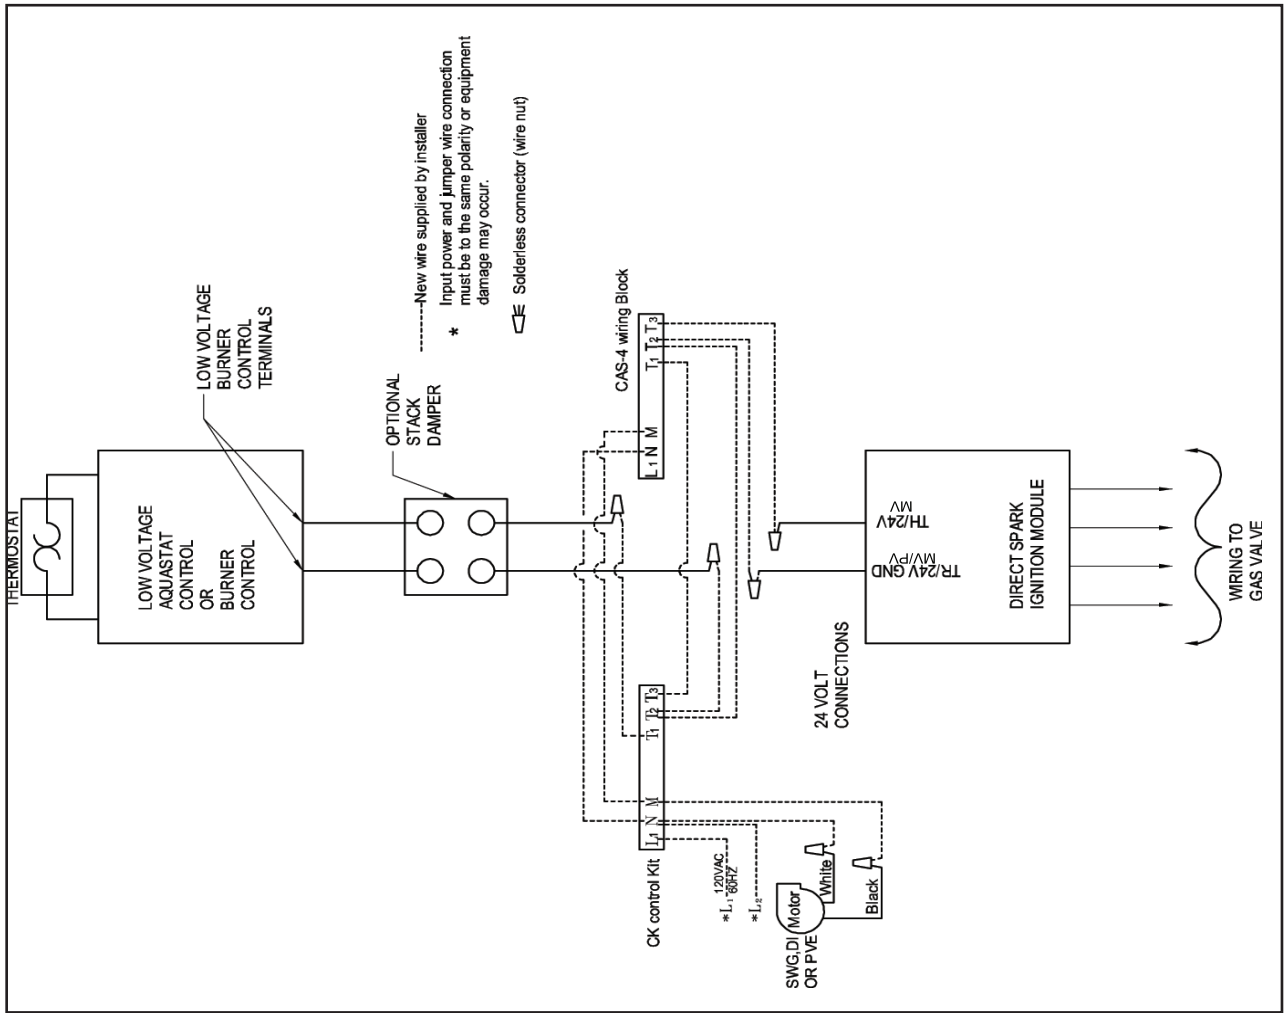 THERMOSTAT
LOW VOLTAGE
AQUASTAT
CONTROL
OR
BURNER
CONTROL
LOW VOLTAGE
BURNER
CONTROL
TERMINALS
OPTIONAL
STACK
DAMPER
New wire supplied by installer
* Input power and jumper wire connection
must be to the same polarity or equipment
damage may occur.
Solderless connector (wire nut)
CK control Kit
L1 N M T1 T2 T3
CAS-4 wiring Block
L1 N M T1 T2 T3
120VAC
60HZ
*L1
*L2
SWG,DI
OR PVE
Motor
White
Black
24 VOLT
CONNECTIONS
TR/24V GND
MV/PV
TH/24V
MV
DIRECT SPARK
IGNITION MODULE
WIRING TO
GAS VALVE